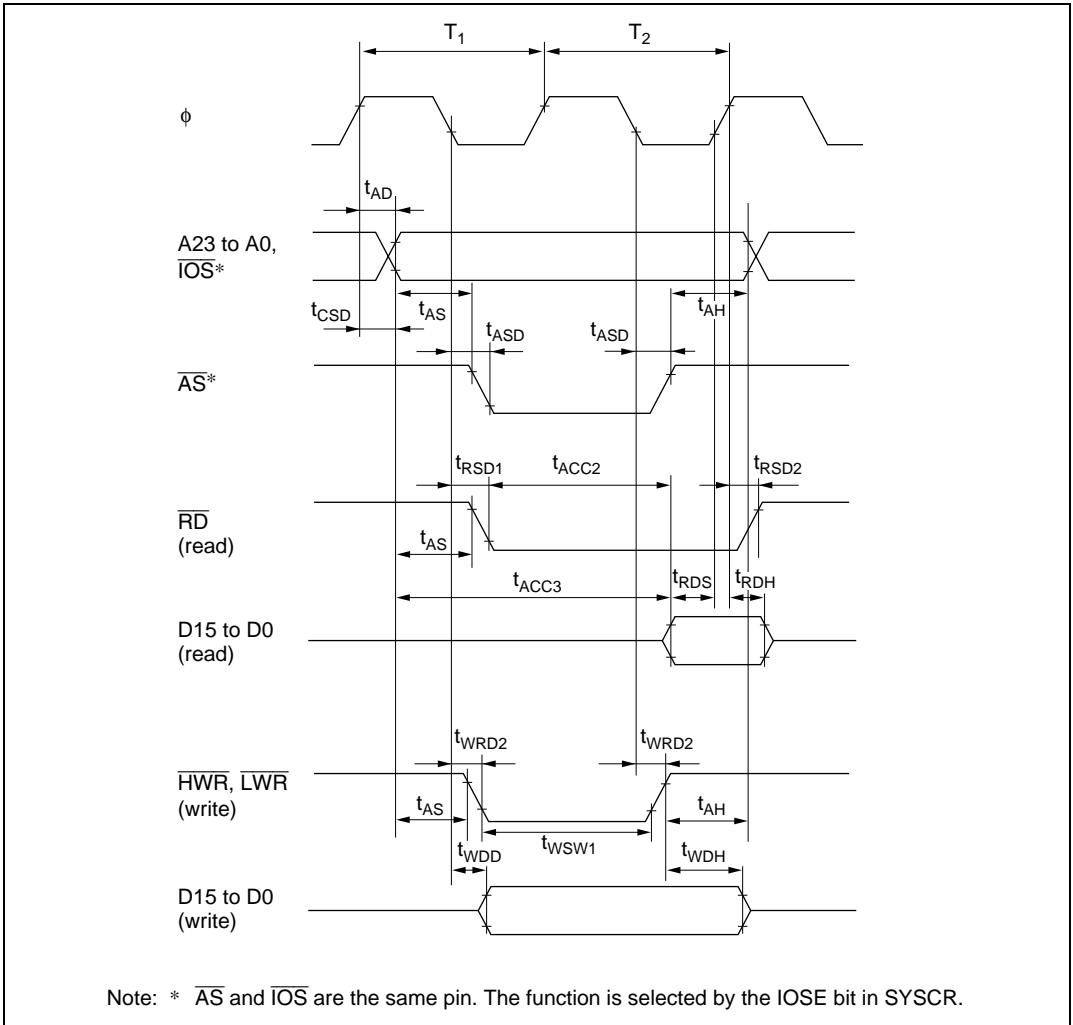 T1 T2
ϕ
tAD
A23 to A0,
IOS*
tCSD tAS tAH
tASD tASD
AS*
tRSD1 tACC2 tRSD2
RD
(read)
tAS
tACC3 tRDS tRDH
D15 to D0
(read)
tWRD2 tWRD2
HWR, LWR
(write)
tAS tWSW1 tAH
tWDD tWDH
D15 to D0
(write)
Note: * AS and IOS are the same pin. The function is selected by the IOSE bit in SYSCR.